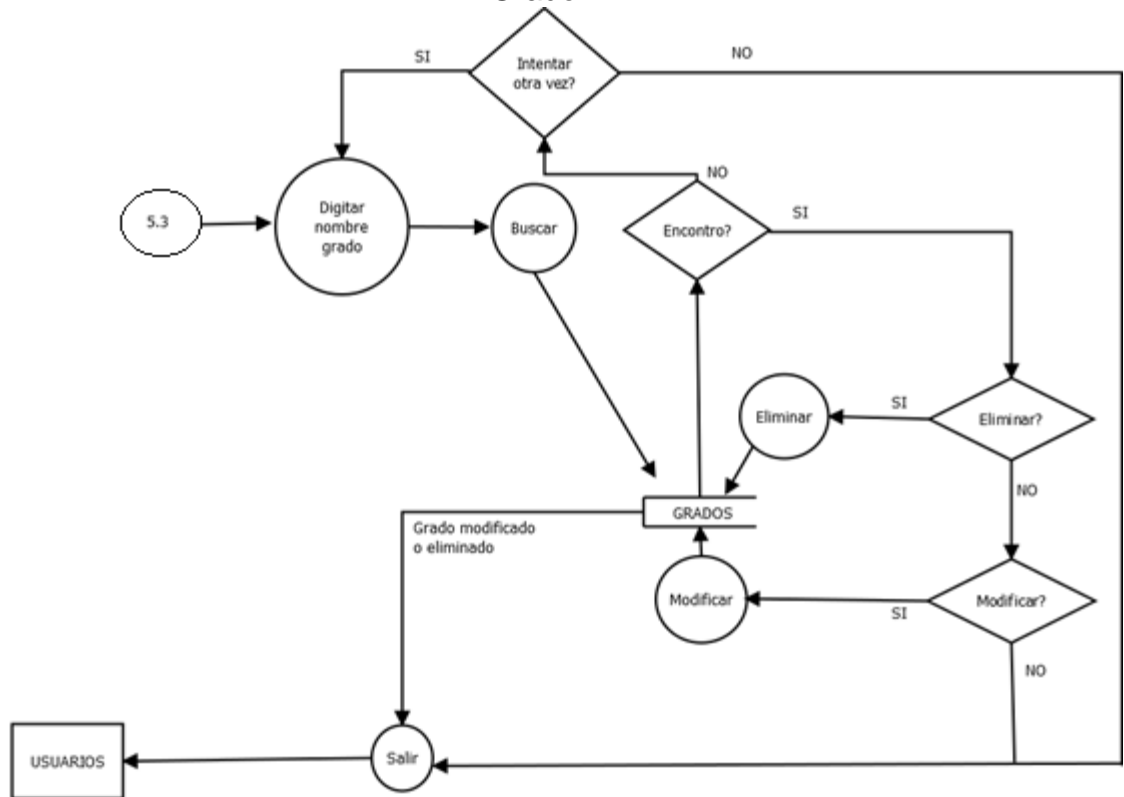 Intentar
otra vez?
SI
NO
Digitar
nombre
grado
5.3
Buscar
NO
Encontro?
SI
Eliminar
SI
Eliminar?
NO
GRADOS
Grado modificado
o eliminado
Modificar
SI
Modificar?
NO
USUARIOS
Salir